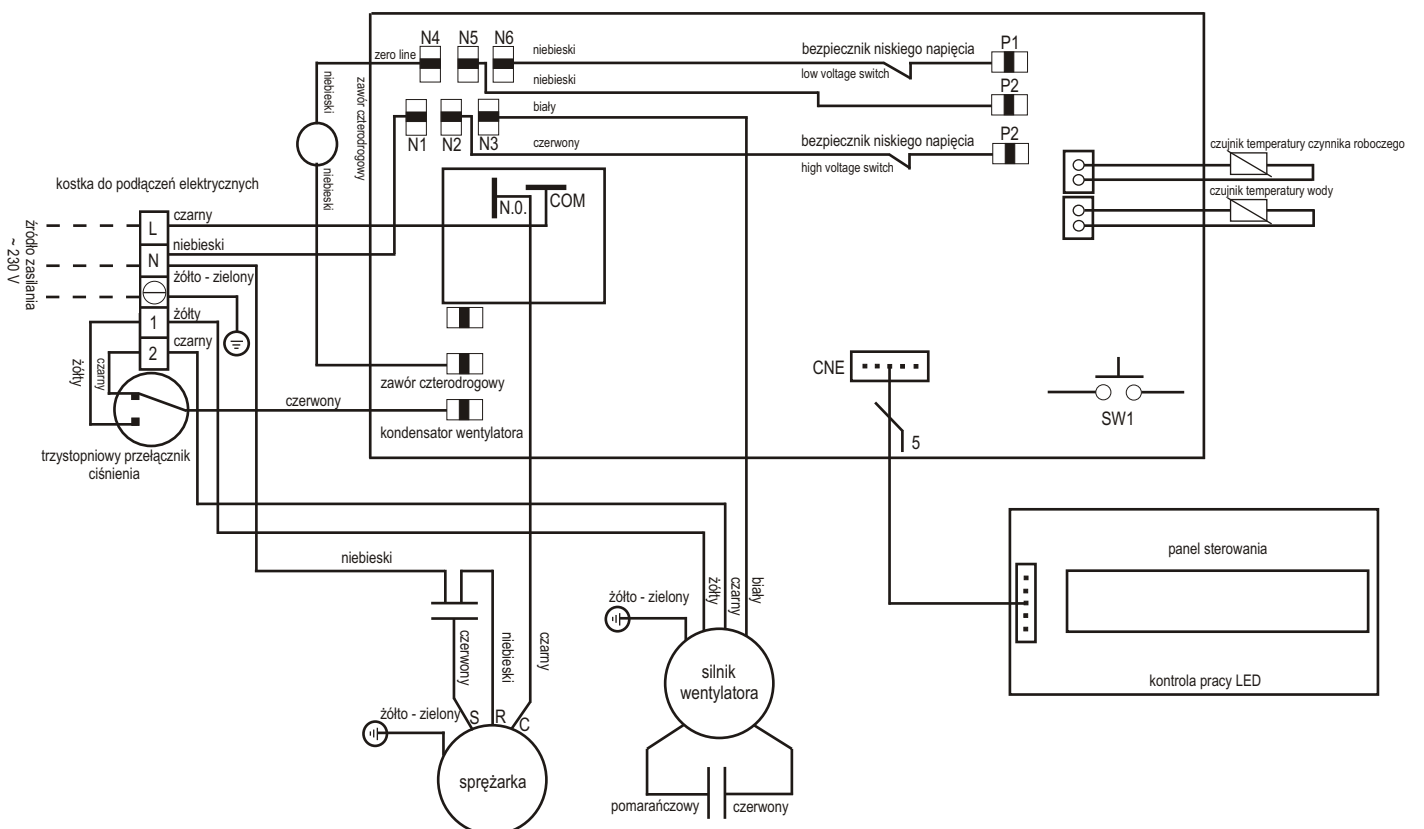 N4
N5
N6
zero line
niebieski
bezpiecznik niskiego napięcia
low voltage switch
P1
niebieski
P2
niebieski
zawór czterodrogowy
biały
N1
N2
N3
czerwony
bezpiecznik niskiego napięcia
high voltage switch
P2
niebieski
czujnik temperatury czynnika roboczego
czujnik temperatury wody
kostka do podłączeń elektrycznych
N.0.
COM
źródło zasilania
~ 230 V
L
czarny
N
niebieski
żółto - zielony
1
żółty
2
czarny
żółty
czarny
zawór czterodrogowy
czerwony
kondensator wentylatora
trzystopniowy przełącznik
ciśnienia
CNE
5
SW1
niebieski
panel sterowania
kontrola pracy LED
żółto - zielony
żółty
czarny
biały
czerwony
niebieski
czarny
silnik
wentylatora
żółto - zielony
S
R
C
sprężarka
pomarańczowy
czerwony